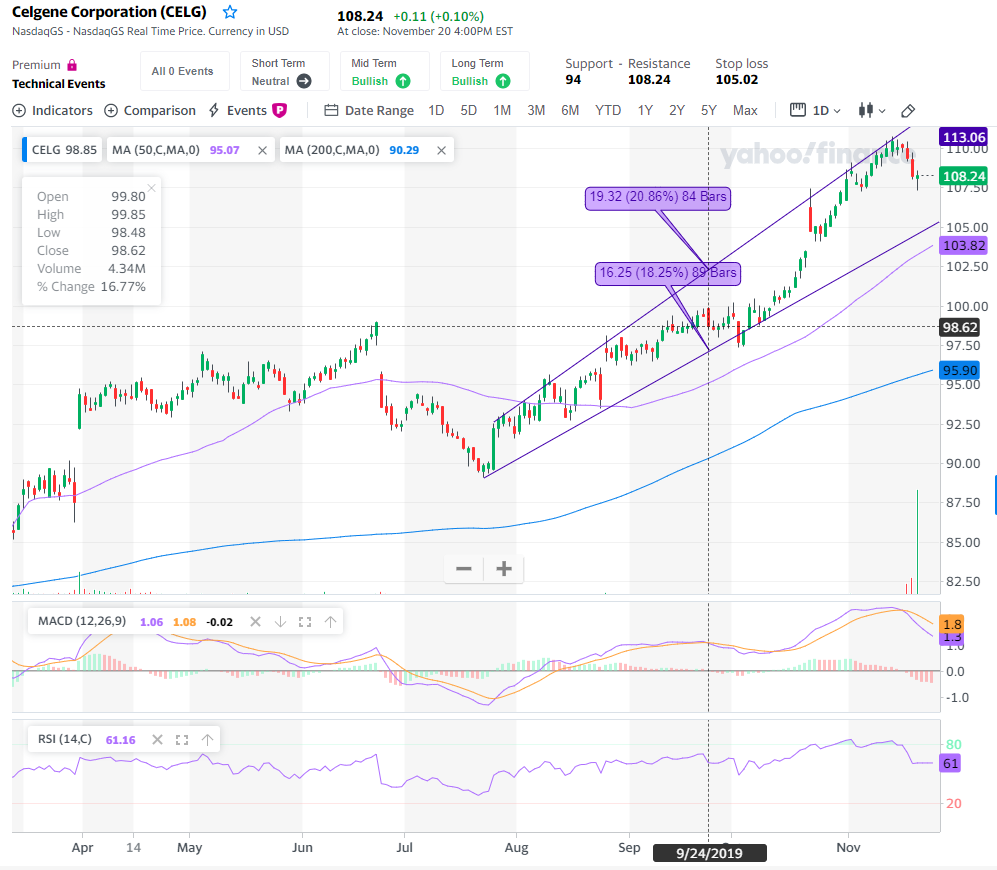 Celgene Corporation (CELG)
NasdaqGS - NasdaqGS Real Time Price. Currency in USD
108.24 +0.11 (+0.10%)
At close: November 20 4:00PM EST
Premium
Technical Events
All 0 Events
Short Term
Neutral
Mid Term
Bullish
Long Term
Bullish
Support - Resistance
94 108.24
Stop loss
105.02
Indicators Comparison Events P Date Range 1D 5D 1M 3M 6M YTD 1Y 2Y 5Y Max 1D
CELG 98.85 MA (50,C,MA,0) 95.07 MA (200,C,MA,0) 90.29
yahoo!finance
Open 99.80
High 99.85
Low 98.48
Close 98.62
Volume 4.34M
% Change 16.77%
19.32 (20.86%) 84 Bars
16.25 (18.25%) 89 Bars
113.06
110.00
108.24
107.50
105.00
103.82
102.50
100.00
98.62
97.50
95.90
95.00
92.50
90.00
87.50
85.00
82.50
MACD (12,26,9) 1.06 1.08 -0.02
1.8
1.3
1.0
0.0
-1.0
RSI (14,C) 61.16
80
61
20
Apr 14 May Jun Jul Aug Sep 9/24/2019 Nov